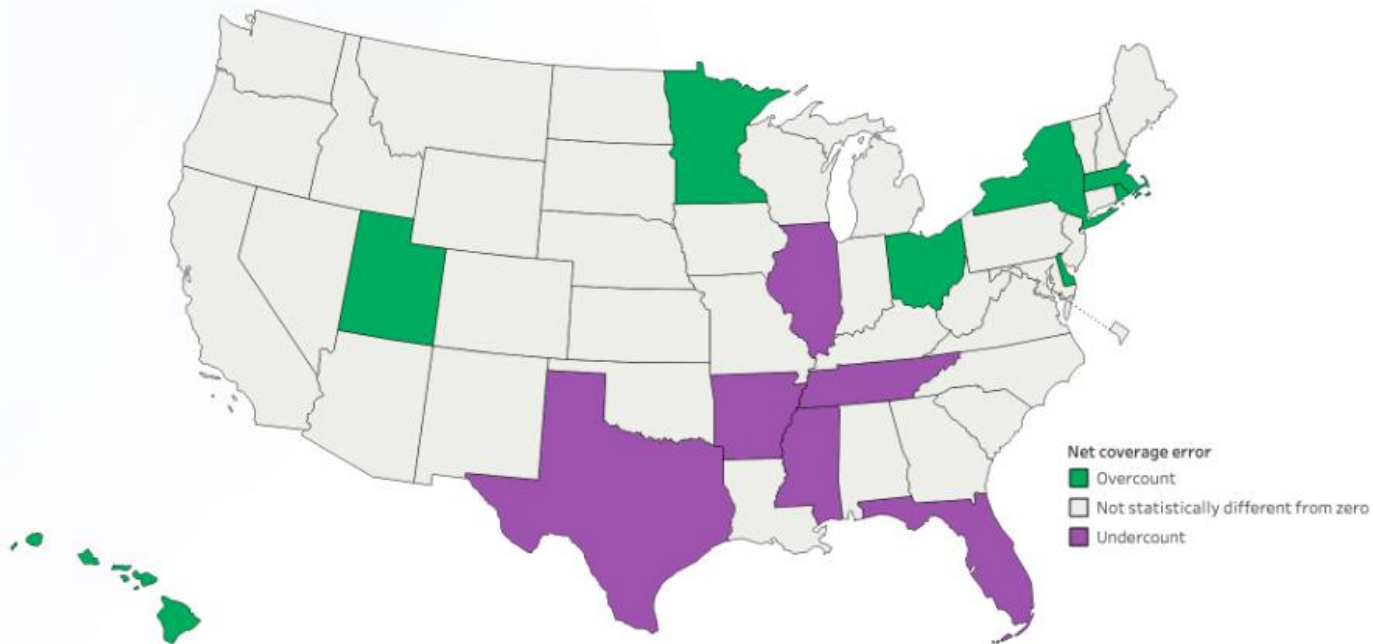 Net coverage error
Overcount
Not statistically different from zero
Undercount